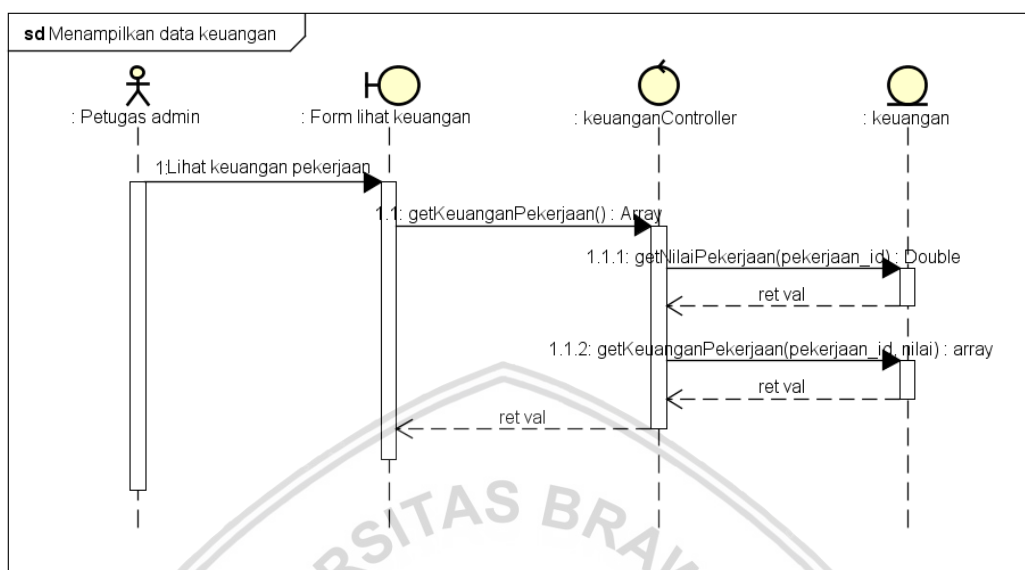 sd Menampilkan data keuangan
: Petugas admin
: Form lihat keuangan
: keuanganController
: keuangan
1:Lihat keuangan pekerjaan
1.1: getKeuanganPekerjaan() : Array
1.1.1: getNilaiPekerjaan(pekerjaan_id) : Double
ret val
1.1.2: getKeuanganPekerjaan(pekerjaan_id, nilai) : array
ret val
ret val
RSITAS BRAW